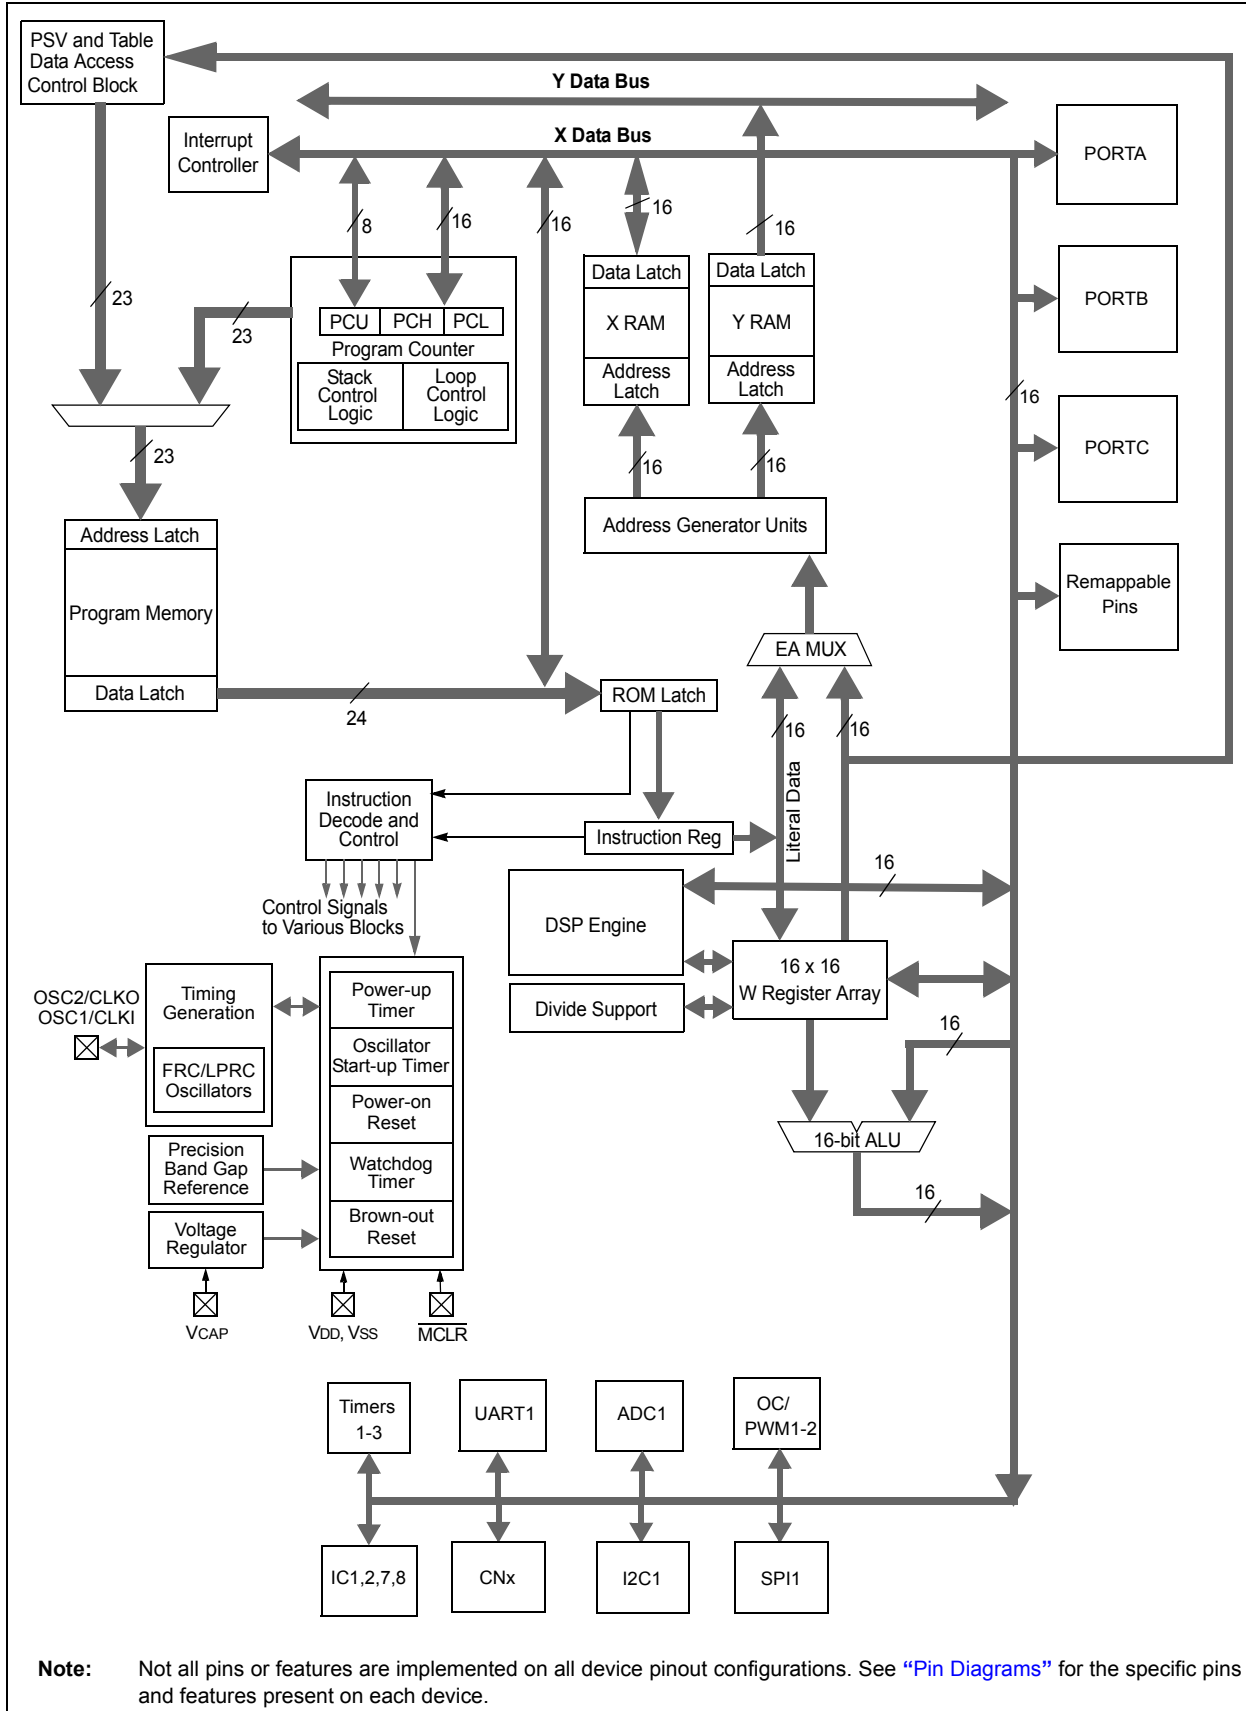 PSV and Table
Data Access
Control Block
Y Data Bus
Interrupt
Controller
X Data Bus
PORTA
8
16
16
16
16
Data Latch
X RAM
Address
Latch
Data Latch
Y RAM
Address
Latch
PORTB
23
23
PCU
PCH
PCL
Program Counter
Stack
Control
Logic
Loop
Control
Logic
16
PORTC
23
16
16
Address Generator Units
Address Latch
Program Memory
Data Latch
Remappable
Pins
EA MUX
24
ROM Latch
16
16
Literal Data
Instruction
Decode and
Control
Instruction Reg
Control Signals
to Various Blocks
16
DSP Engine
16 x 16
W Register Array
Divide Support
OSC2/CLKO
OSC1/CLKI
Timing
Generation
FRC/LPRC
Oscillators
Power-up
Timer
Oscillator
Start-up Timer
Power-on
Reset
Watchdog
Timer
Brown-out
Reset
16
16-bit ALU
16
Precision
Band Gap
Reference
Voltage
Regulator
VCAP
VDD, VSS
MCLR
Timers
1-3
UART1
ADC1
OC/
PWM1-2
IC1,2,7,8
CNx
I2C1
SPI1
Note: Not all pins or features are implemented on all device pinout configurations. See “Pin Diagrams” for the specific pins
and features present on each device.